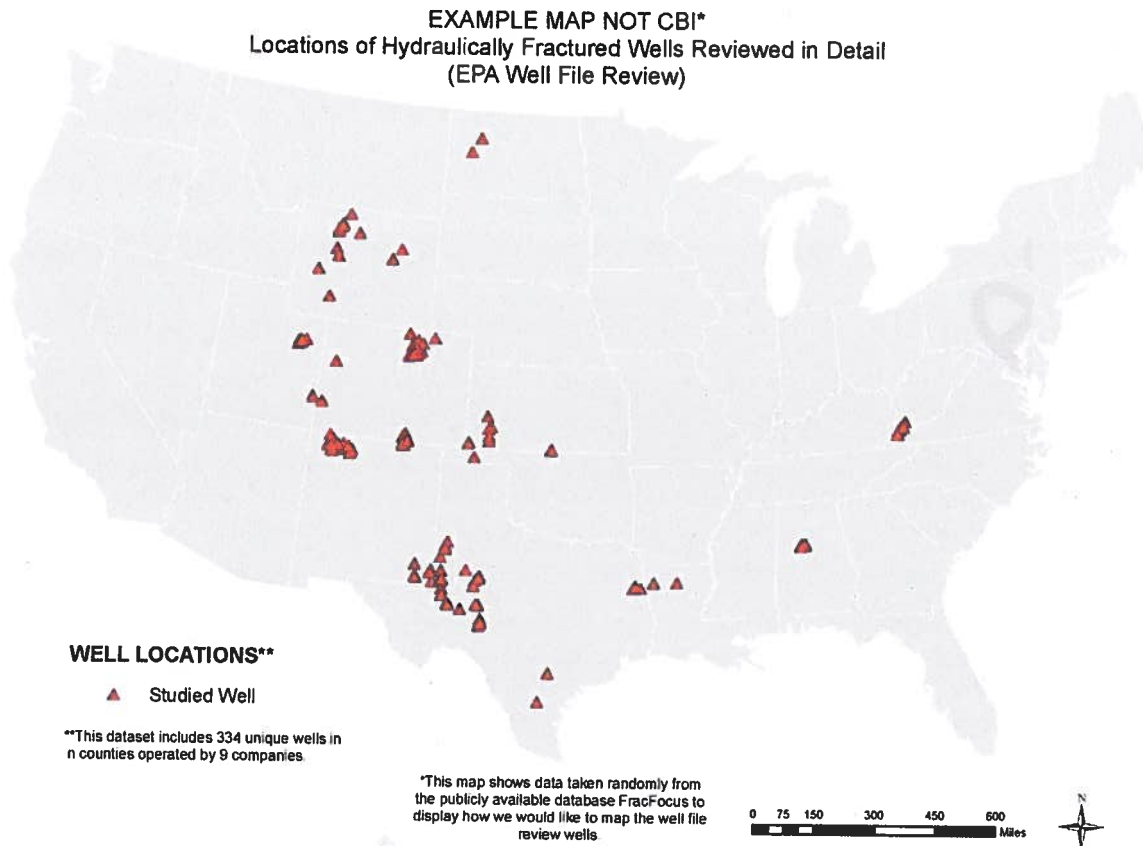 EXAMPLE MAP NOT CBI*
Locations of Hydraulically Fractured Wells Reviewed in Detail
(EPA Well File Review)
WELL LOCATIONS**
Studied Well
**This dataset includes 334 unique wells in
n counties operated by 9 companies.
*This map shows data taken randomly from
the publicly available database FracFocus to
display how we would like to map the well file
review wells.
0 75 150 300 450 600
Miles
N